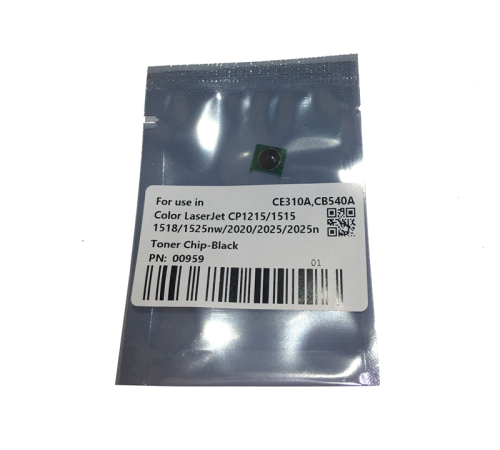 For use in CE310A,CB540A
Color LaserJet CP1215/1515
1518/1525nw/2020/2025/2025n
Toner Chip-Black
PN: 00959
01